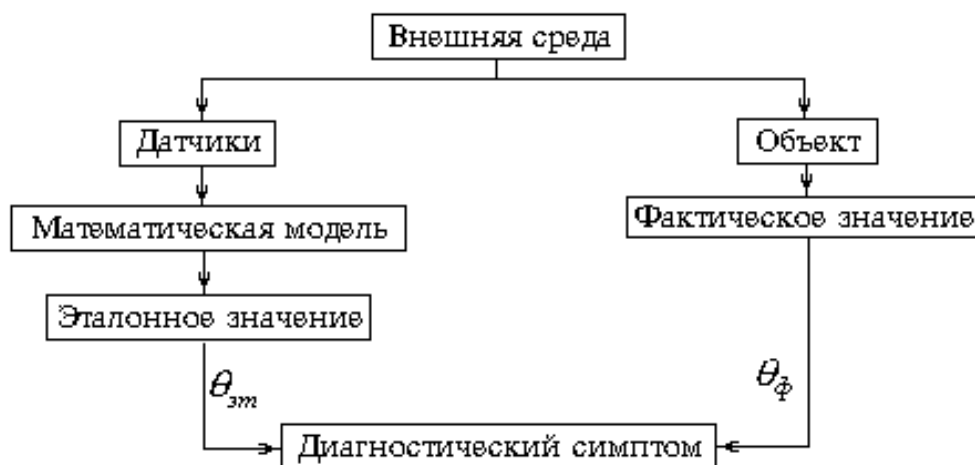 Внешняя среда
Датчики
Объект
Математическая модель
Фактическое значение
Эталонное значение
θэт
θф
Диагностический симптом